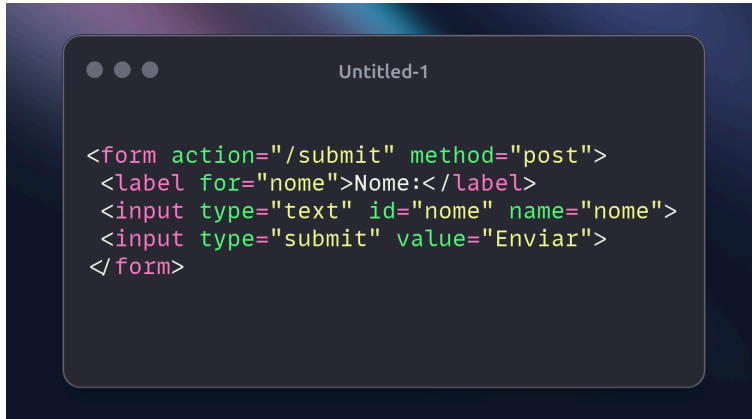 Untitled-1
<form action="/submit" method="post">
<label for="nome">Nome:</label>
<input type="text" id="nome" name="nome">
<input type="submit" value="Enviar">
</form>